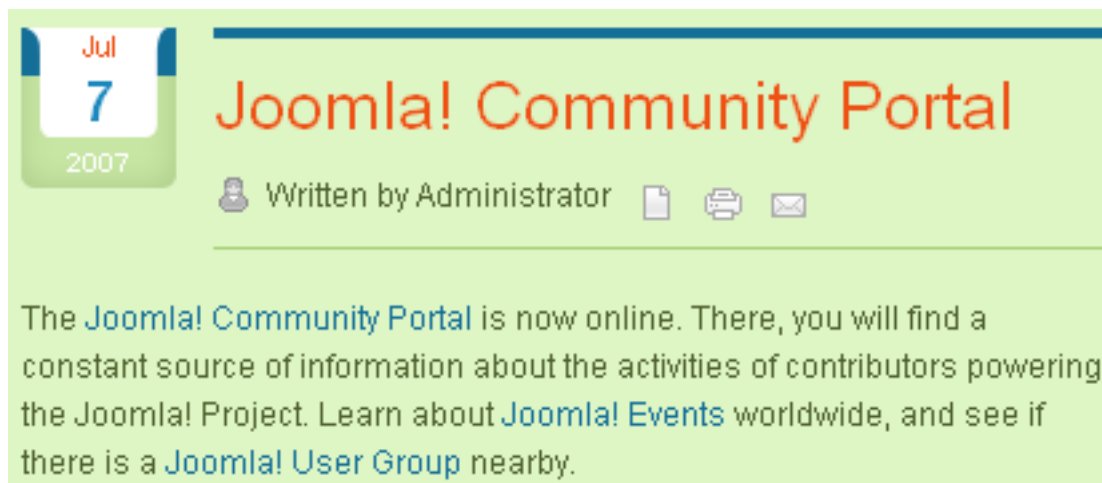 Jul
7
2007
Joomla! Community Portal
Written by Administrator
The Joomla! Community Portal is now online. There, you will find a
constant source of information about the activities of contributors powering
the Joomla! Project. Learn about Joomla! Events worldwide, and see if
there is a Joomla! User Group nearby.